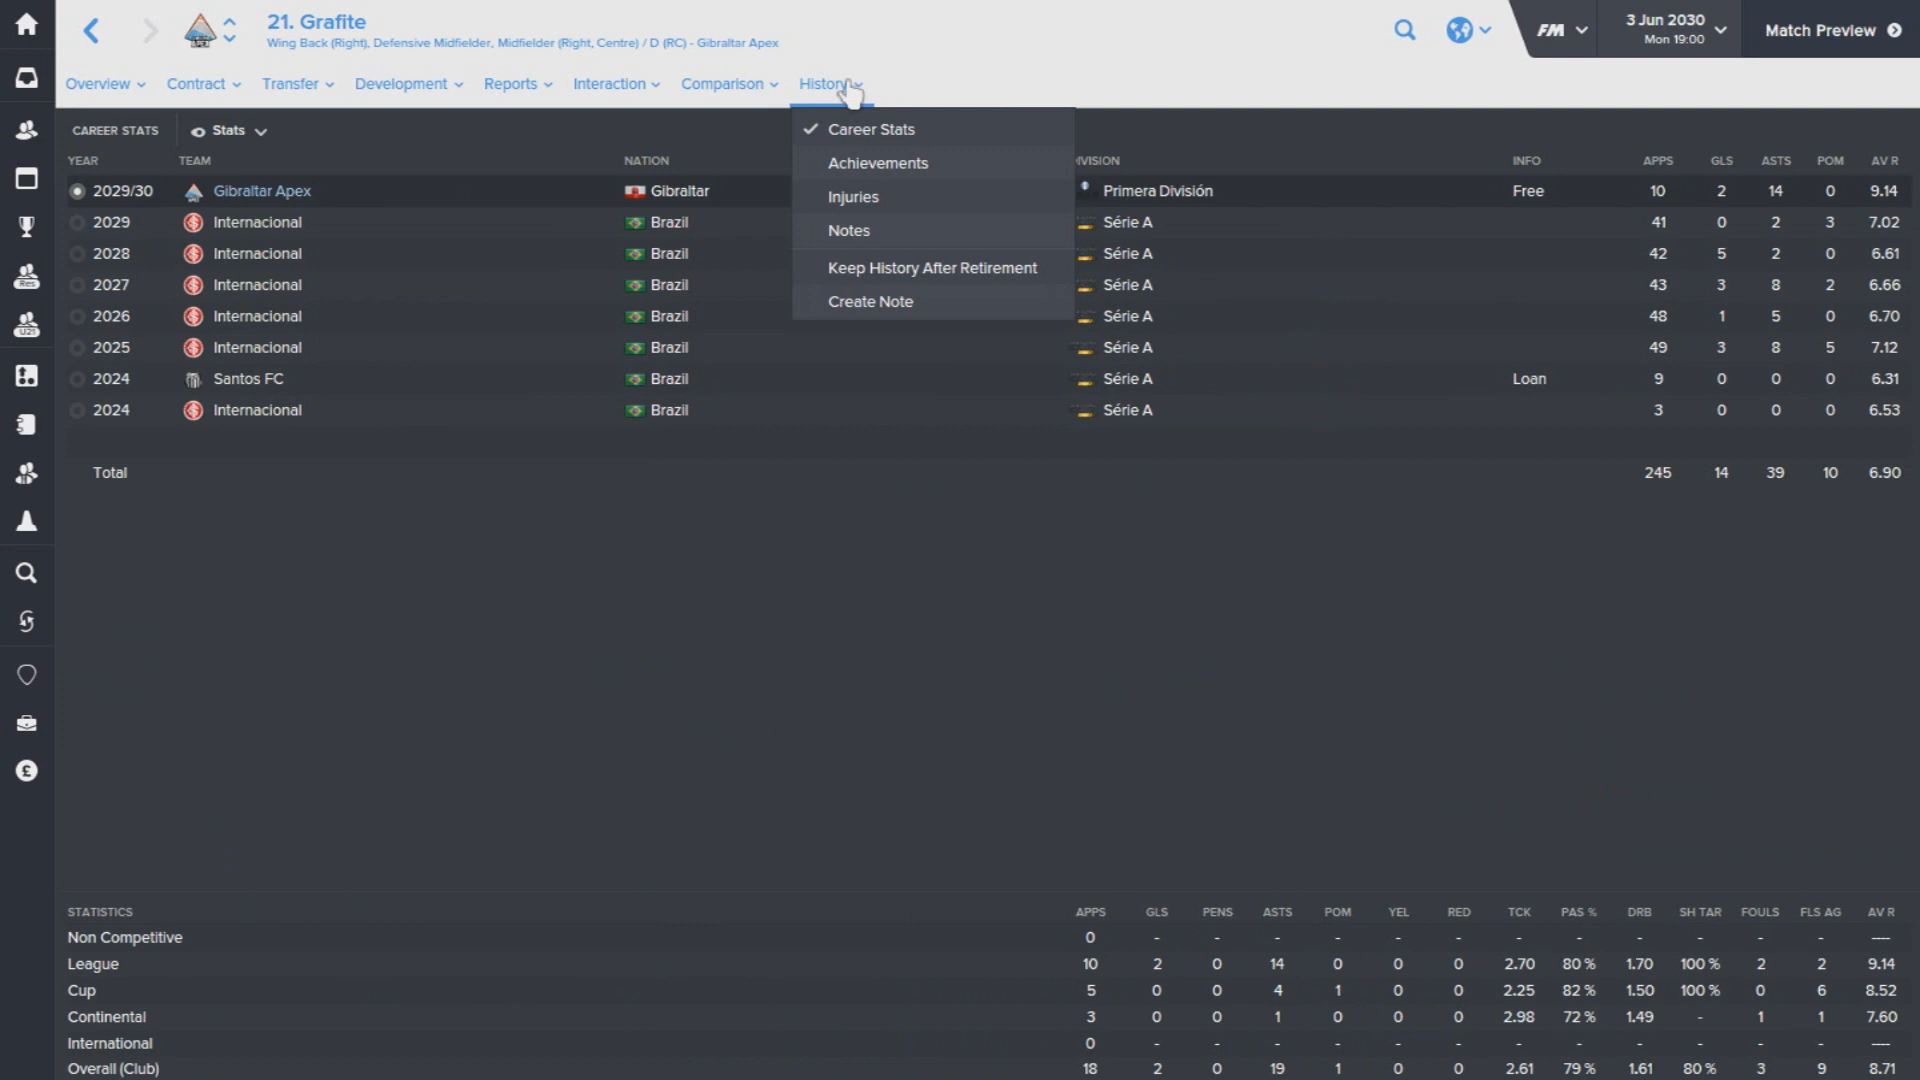 21. Grafite
Wing Back (Right), Defensive Midfielder, Midfielder (Right, Centre) / D (RC) - Gibraltar Apex
FM
3 Jun 2030
Mon 19:00
Match Preview
Overview Contract Transfer Development Reports Interaction Comparison History
CAREER STATS Stats
Career Stats
Achievements
Injuries
Notes
Keep History After Retirement
Create Note
YEAR TEAM NATION IVISION INFO APPS GLS ASTS POM AV R
2029/30 Gibraltar Apex Gibraltar Primera División Free 10 2 14 0 9.14
2029 Internacional Brazil Série A 41 0 2 3 7.02
2028 Internacional Brazil Série A 42 5 2 0 6.61
2027 Internacional Brazil Série A 43 3 8 2 6.66
2026 Internacional Brazil Série A 48 1 5 0 6.70
2025 Internacional Brazil Série A 49 3 8 5 7.12
2024 Santos FC Brazil Série A Loan 9 0 0 0 6.31
2024 Internacional Brazil Série A 3 0 0 0 6.53
Total 245 14 39 10 6.90
Res
U21
STATISTICS APPS GLS PENS ASTS POM YEL RED TCK PAS % DRB SH TAR FOULS FLS AG AV R
Non Competitive 0 - - - - - - - - - - - - ----
League 10 2 0 14 0 0 0 2.70 80 % 1.70 100 % 2 2 9.14
Cup 5 0 0 4 1 0 0 2.25 82 % 1.50 100 % 0 6 8.52
Continental 3 0 0 1 0 0 0 2.98 72 % 1.49 - 1 1 7.60
International 0 - - - - - - - - - - - - ----
Overall (Club) 18 2 0 19 1 0 0 2.61 79 % 1.61 80 % 3 9 8.71